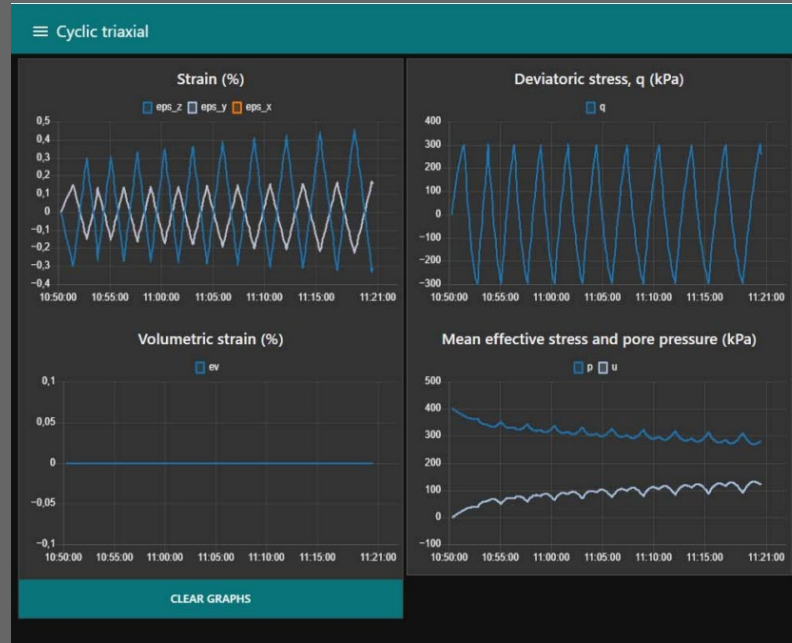 Cyclic triaxial
Strain (%)
eps_z eps_y eps_x
0,5
0,4
0,3
0,2
0,1
0
−0,1
−0,2
−0,3
−0,4
10:50:00 10:55:00 11:00:00 11:05:00 11:10:00 11:15:00 11:21:00
Deviatoric stress, q (kPa)
q
400
300
200
100
0
−100
−200
−300
10:50:00 10:55:00 11:00:00 11:05:00 11:10:00 11:15:00 11:21:00
Volumetric strain (%)
ev
0,1
0,05
0
−0,05
−0,1
10:50:00 10:55:00 11:00:00 11:05:00 11:10:00 11:15:00 11:21:00
Mean effective stress and pore pressure (kPa)
p u
500
400
300
200
100
0
−100
10:50:00 10:55:00 11:00:00 11:05:00 11:10:00 11:15:00 11:21:00
CLEAR GRAPHS